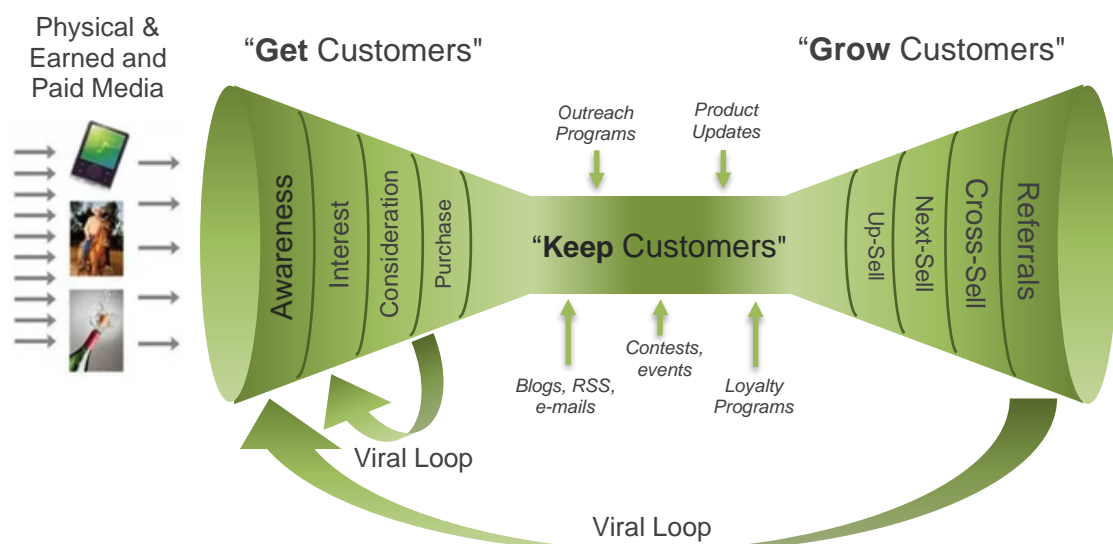 Physical &
Earned and
Paid Media
“Get Customers"
“Grow Customers"
Outreach
Programs
Product
Updates
Awareness
Interest
Consideration
Purchase
“Keep Customers"
Up-Sell
Next-Sell
Cross-Sell
Referrals
Blogs, RSS,
e-mails
Contests,
events
Loyalty
Programs
Viral Loop
Viral Loop